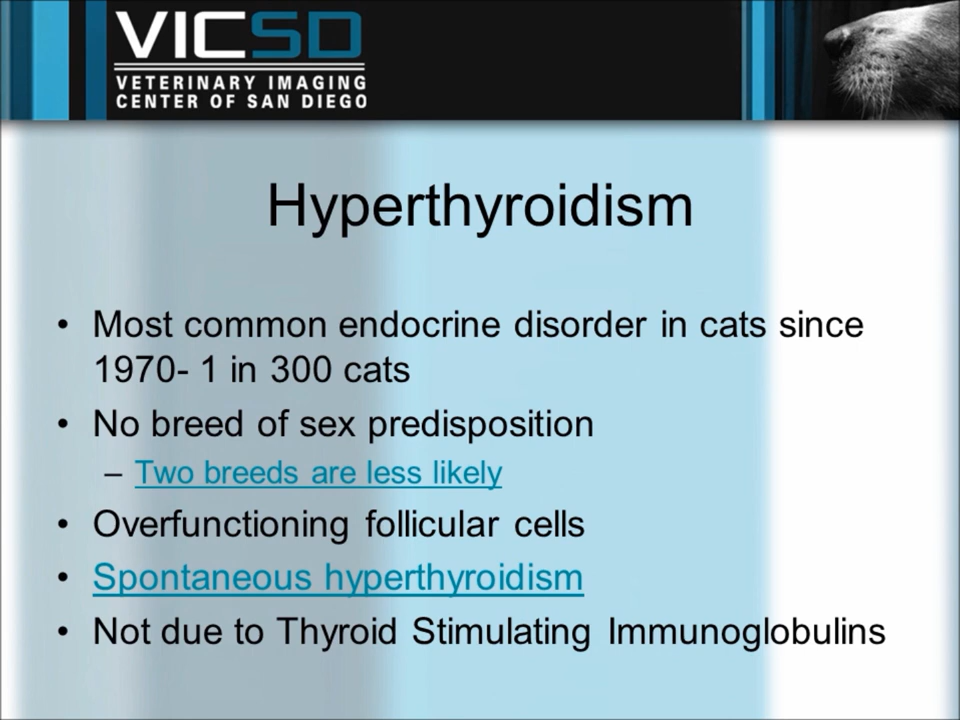 VICSD
VETERINARY IMAGING
CENTER OF SAN DIEGO
Hyperthyroidism
• Most common endocrine disorder in cats since
1970- 1 in 300 cats
• No breed of sex predisposition
– Two breeds are less likely
• Overfunctioning follicular cells
• Spontaneous hyperthyroidism
• Not due to Thyroid Stimulating Immunoglobulins